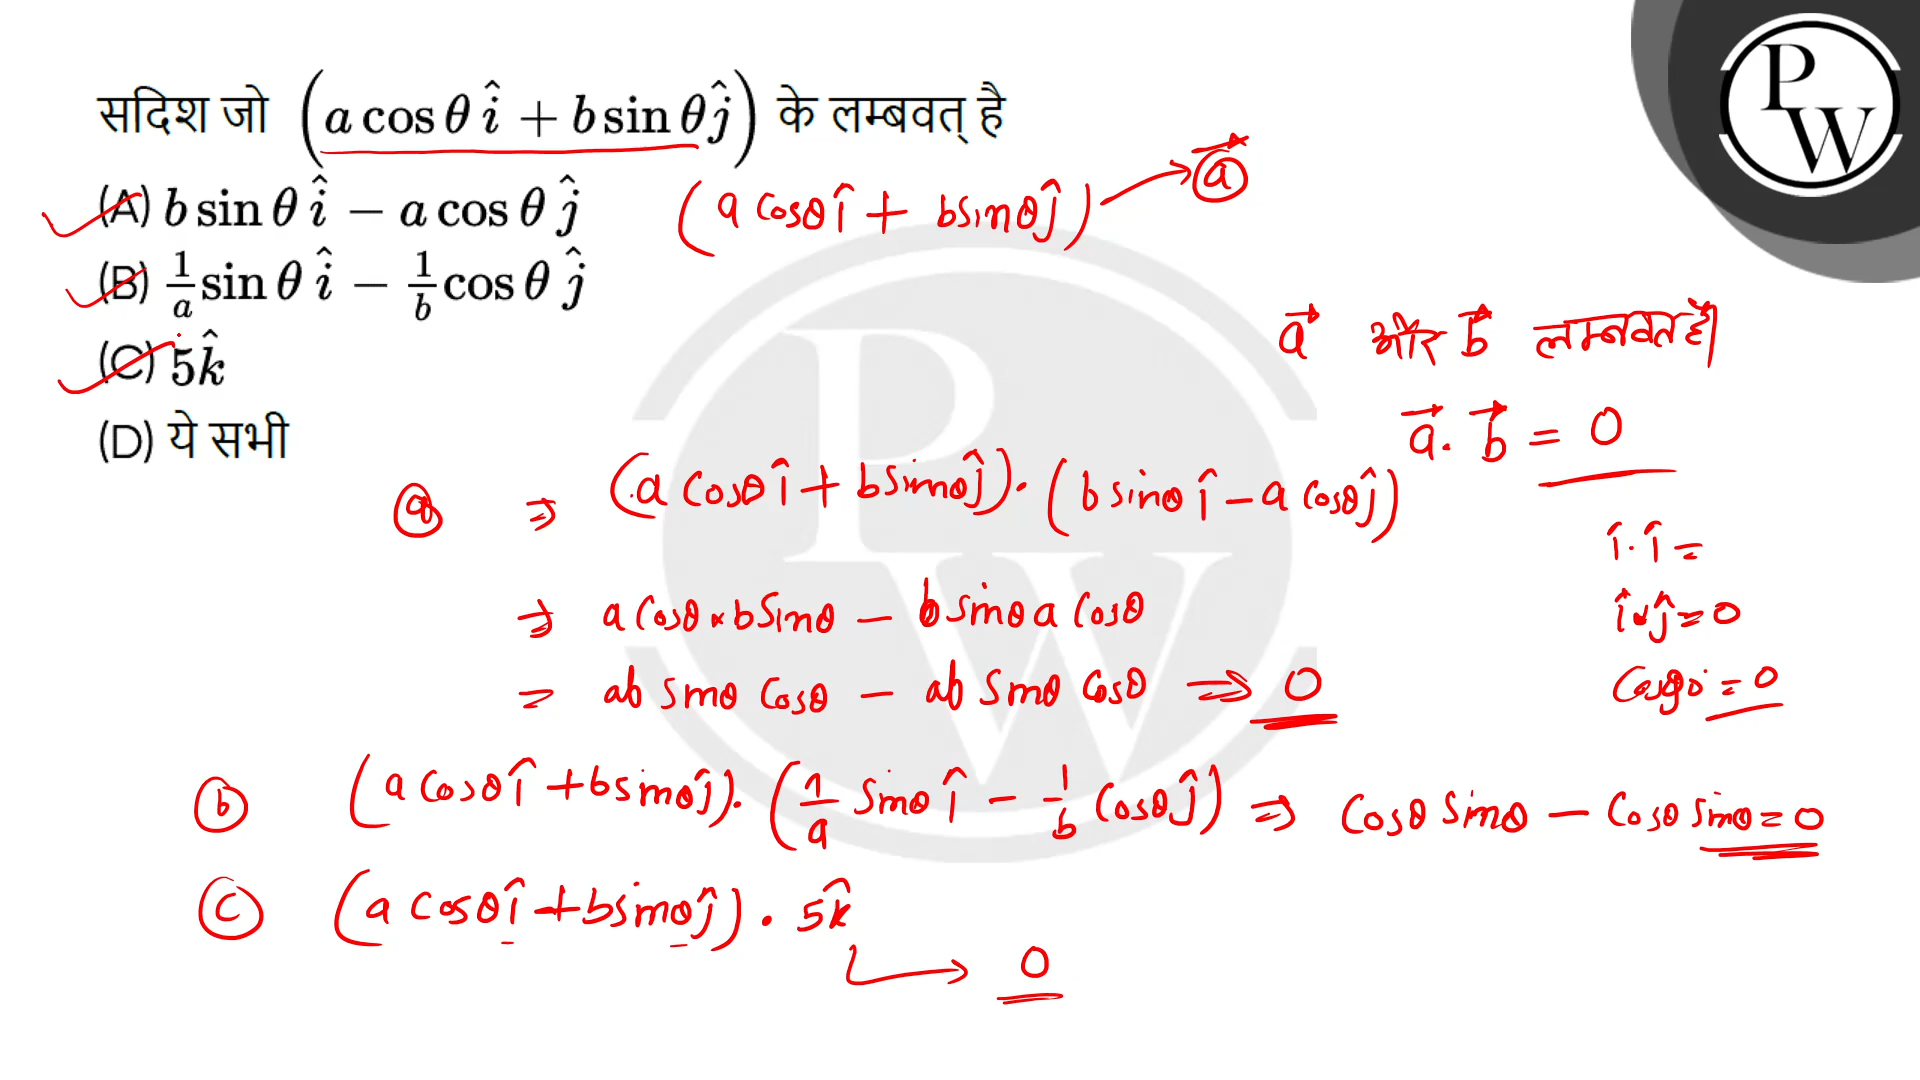 सदिश जो (a cos θ î + b sin θ ĵ) के लम्बवत् है
(A) b sin θ î − a cos θ ĵ
(B) 1/a sin θ î − 1/b cos θ ĵ
(C) 5k̂
(D) ये सभी
PW
(a cosθ î + b sinθ ĵ) → a⃗
a⃗ और b⃗ लम्बवत है।
a⃗ . b⃗ = 0
î . î =
î . ĵ = 0
Cos90 = 0
(a) ⇒ (a cosθ î + b sinθ ĵ) . (b sinθ î − a cosθ ĵ)
⇒ a cosθ × b sinθ − b sinθ a cosθ
= ab sinθ cosθ − ab sinθ cosθ ⇒ 0
(b) (a cosθ î + b sinθ ĵ) . (1/a sinθ î − 1/b cosθ ĵ) ⇒ cosθ sinθ − cosθ sinθ = 0
(c) (a cosθ î + b sinθ ĵ) . 5k̂
→ 0